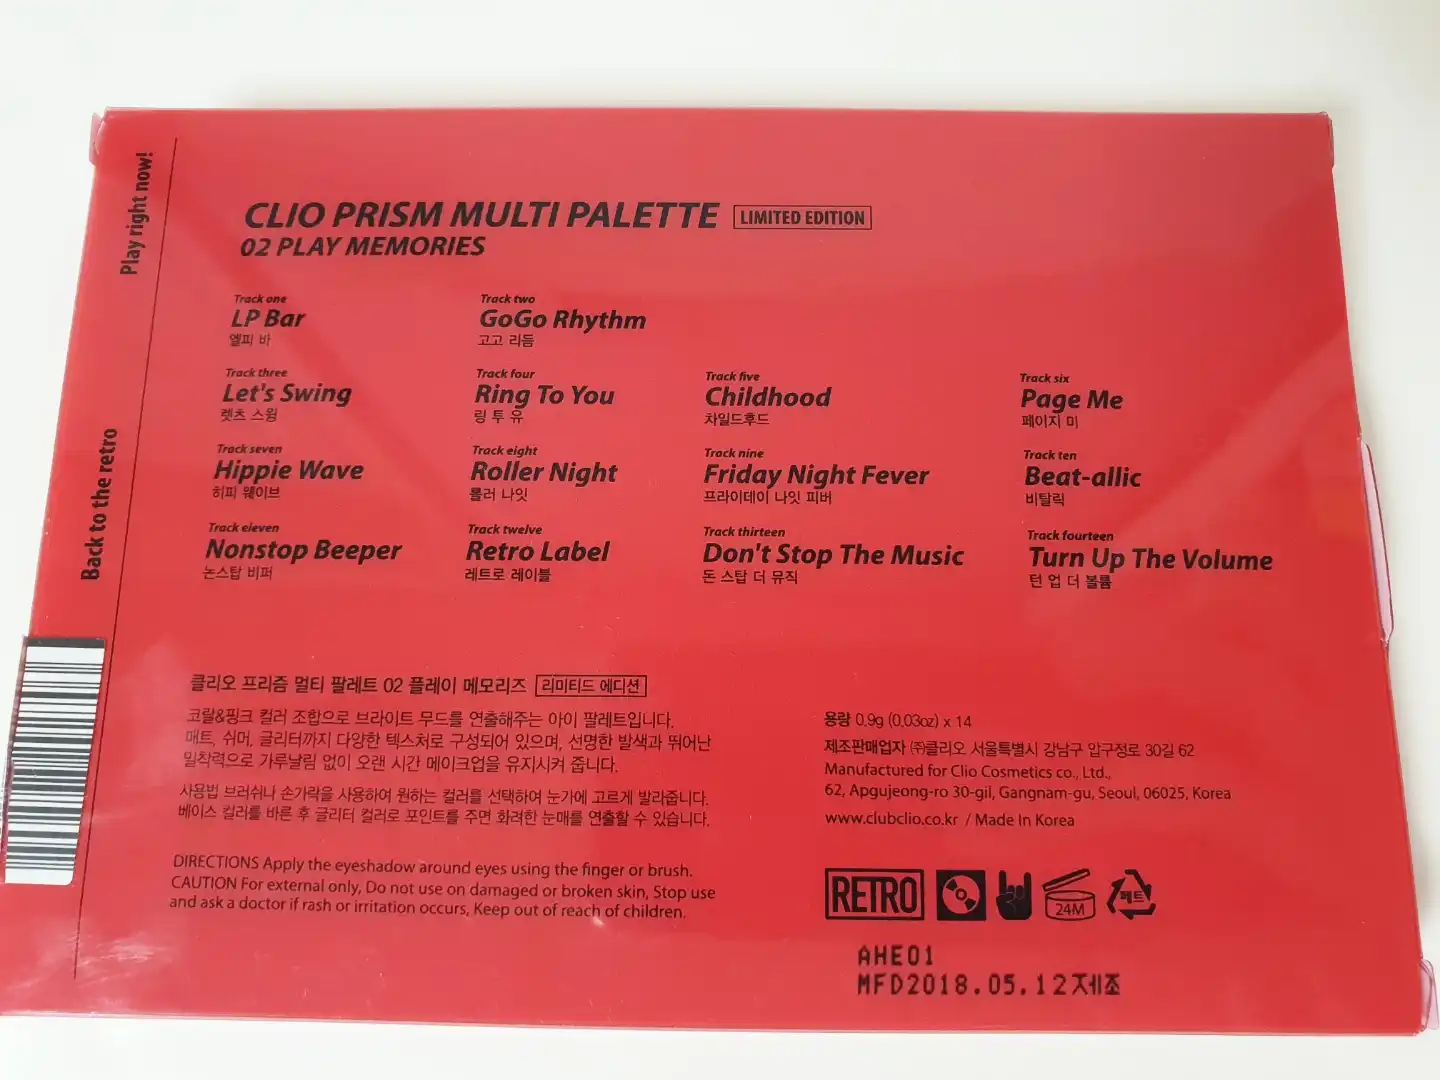 Play right now!
Back to the retro
CLIO PRISM MULTI PALETTE LIMITED EDITION
02 PLAY MEMORIES
Track one
LP Bar
엘피 바
Track two
GoGo Rhythm
고고 리듬
Track three
Let's Swing
렛츠 스윙
Track four
Ring To You
링 투 유
Track five
Childhood
차일드후드
Track six
Page Me
페이지 미
Track seven
Hippie Wave
히피 웨이브
Track eight
Roller Night
롤러 나잇
Track nine
Friday Night Fever
프라이데이 나잇 피버
Track ten
Beat-allic
비탈릭
Track eleven
Nonstop Beeper
논스탑 비퍼
Track twelve
Retro Label
레트로 레이블
Track thirteen
Don't Stop The Music
돈 스탑 더 뮤직
Track fourteen
Turn Up The Volume
턴 업 더 볼륨
클리오 프리즘 멀티 팔레트 02 플레이 메모리즈 리미티드 에디션
코랄&핑크 컬러 조합으로 브라이트 무드를 연출해주는 아이 팔레트입니다.
매트, 쉬머, 글리터까지 다양한 텍스처로 구성되어 있으며, 선명한 발색과 뛰어난
밀착력으로 가루날림 없이 오랜 시간 메이크업을 유지시켜 줍니다.
사용법 브러쉬나 손가락을 사용하여 원하는 컬러를 선택하여 눈가에 고르게 발라줍니다.
베이스 컬러를 바른 후 글리터 컬러로 포인트를 주면 화려한 눈매를 연출할 수 있습니다.
DIRECTIONS Apply the eyeshadow around eyes using the finger or brush.
CAUTION For external only, Do not use on damaged or broken skin, Stop use
and ask a doctor if rash or irritation occurs, Keep out of reach of children.
용량 0.9g (0.03oz) x 14
제조판매업자 ㈜클리오 서울특별시 강남구 압구정로 30길 62
Manufactured for Clio Cosmetics co., Ltd.,
62, Apgujeong-ro 30-gil, Gangnam-gu, Seoul, 06025, Korea
www.clubclio.co.kr / Made In Korea
RETRO
24M
페트
AHE01
MFD2018.05.12제조